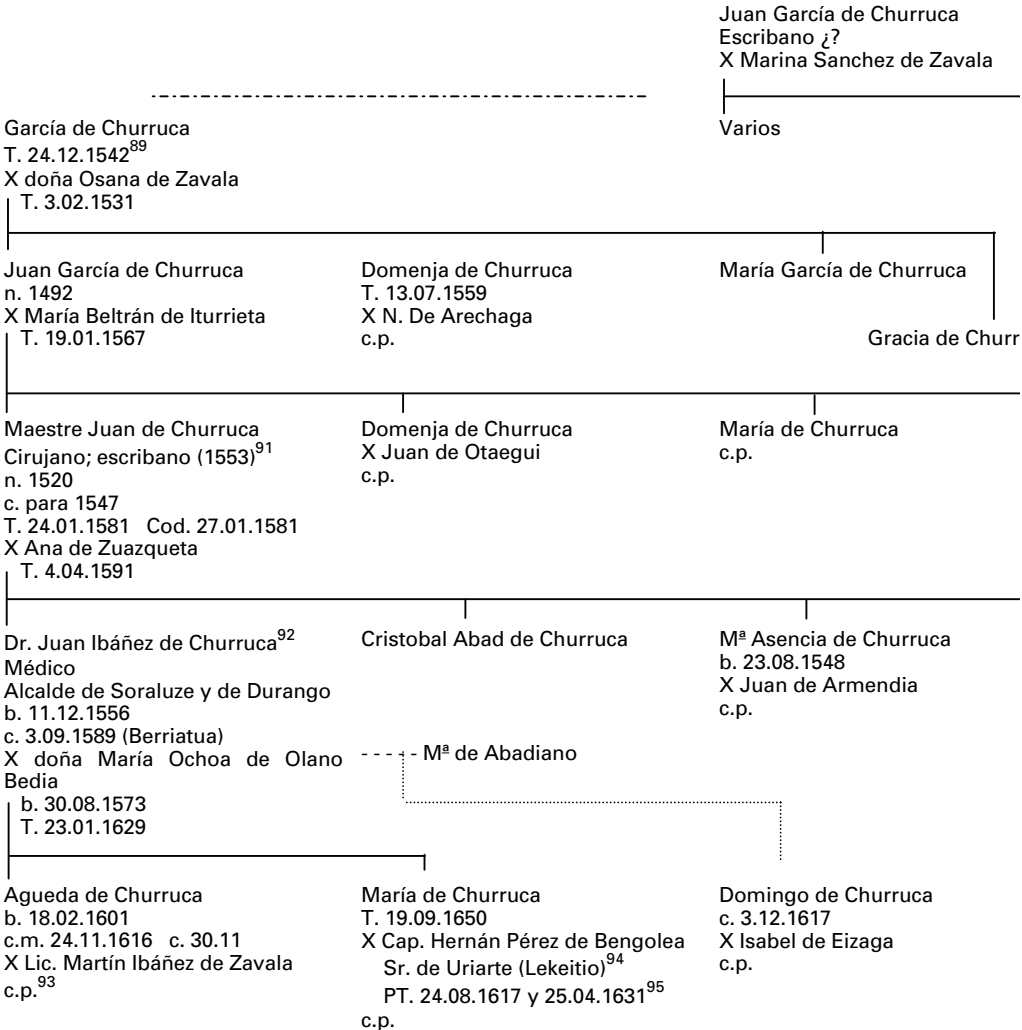 Juan García de Churruca
Escribano ¿?
X Marina Sanchez de Zavala
García de Churruca
T. 24.12.154289
X doña Osana de Zavala
T. 3.02.1531
Varios
Juan García de Churruca
n. 1492
X María Beltrán de Iturrieta
T. 19.01.1567
Domenja de Churruca
T. 13.07.1559
X N. De Arechaga
c.p.
María García de Churruca
Gracia de Churr
Maestre Juan de Churruca
Cirujano; escribano (1553)91
n. 1520
c. para 1547
T. 24.01.1581 Cod. 27.01.1581
X Ana de Zuazqueta
T. 4.04.1591
Domenja de Churruca
X Juan de Otaegui
c.p.
María de Churruca
c.p.
Dr. Juan Ibáñez de Churruca92
Médico
Alcalde de Soraluze y de Durango
b. 11.12.1556
c. 3.09.1589 (Berriatua)
X doña María Ochoa de Olano
Bedia
b. 30.08.1573
T. 23.01.1629
Cristobal Abad de Churruca
Mª Asencia de Churruca
b. 23.08.1548
X Juan de Armendia
c.p.
- - - - - Mª de Abadiano
Agueda de Churruca
b. 18.02.1601
c.m. 24.11.1616 c. 30.11
X Lic. Martín Ibáñez de Zavala
c.p.93
María de Churruca
T. 19.09.1650
X Cap. Hernán Pérez de Bengolea
Sr. de Uriarte (Lekeitio)94
PT. 24.08.1617 y 25.04.163195
c.p.
Domingo de Churruca
c. 3.12.1617
X Isabel de Eizaga
c.p.